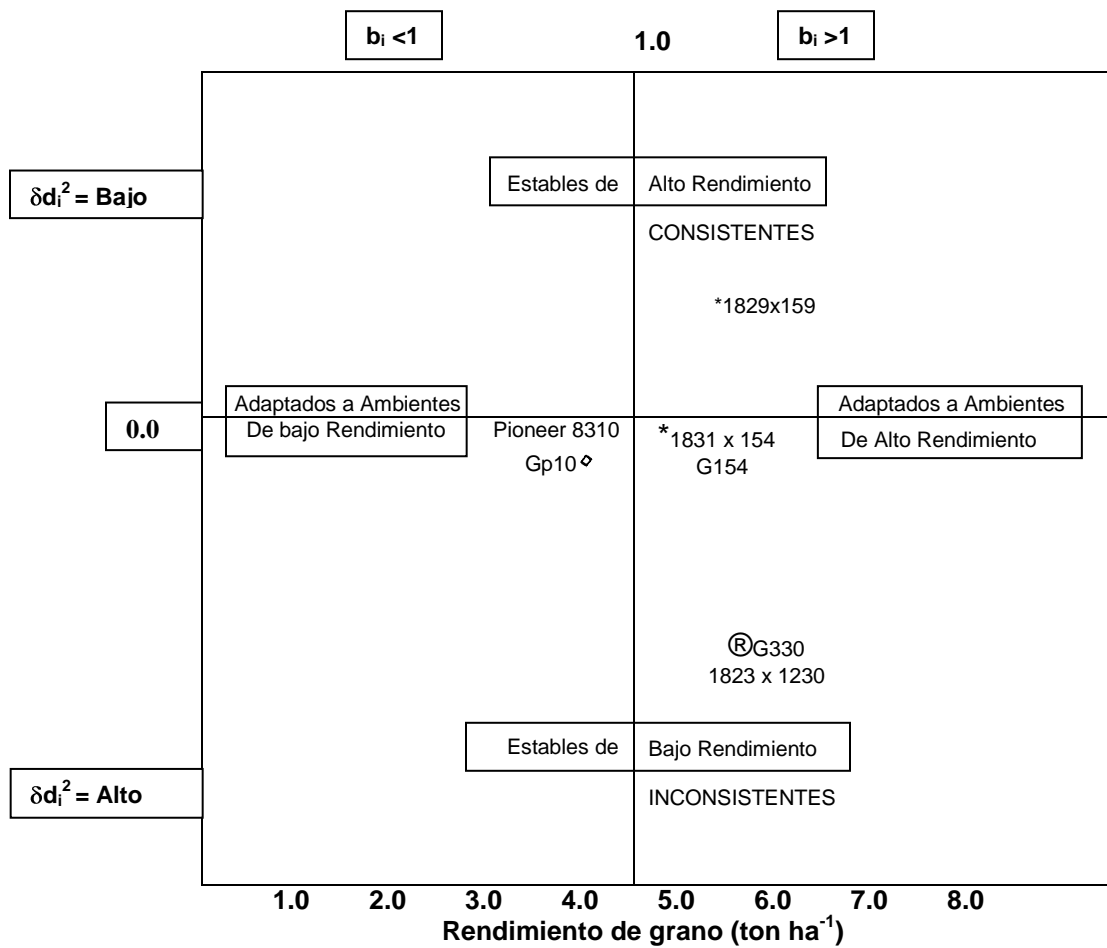 bᵢ <1 1.0 bᵢ >1
Estables de Alto Rendimiento
δdᵢ² = Bajo
CONSISTENTES
*1829x159
Adaptados a Ambientes Adaptados a Ambientes
0.0 De bajo Rendimiento Pioneer 8310 *1831 x 154 De Alto Rendimiento
Gp10 G154
®G330
1823 x 1230
Estables de Bajo Rendimiento
δdᵢ² = Alto INCONSISTENTES
1.0 2.0 3.0 4.0 5.0 6.0 7.0 8.0
Rendimiento de grano (ton ha⁻¹)